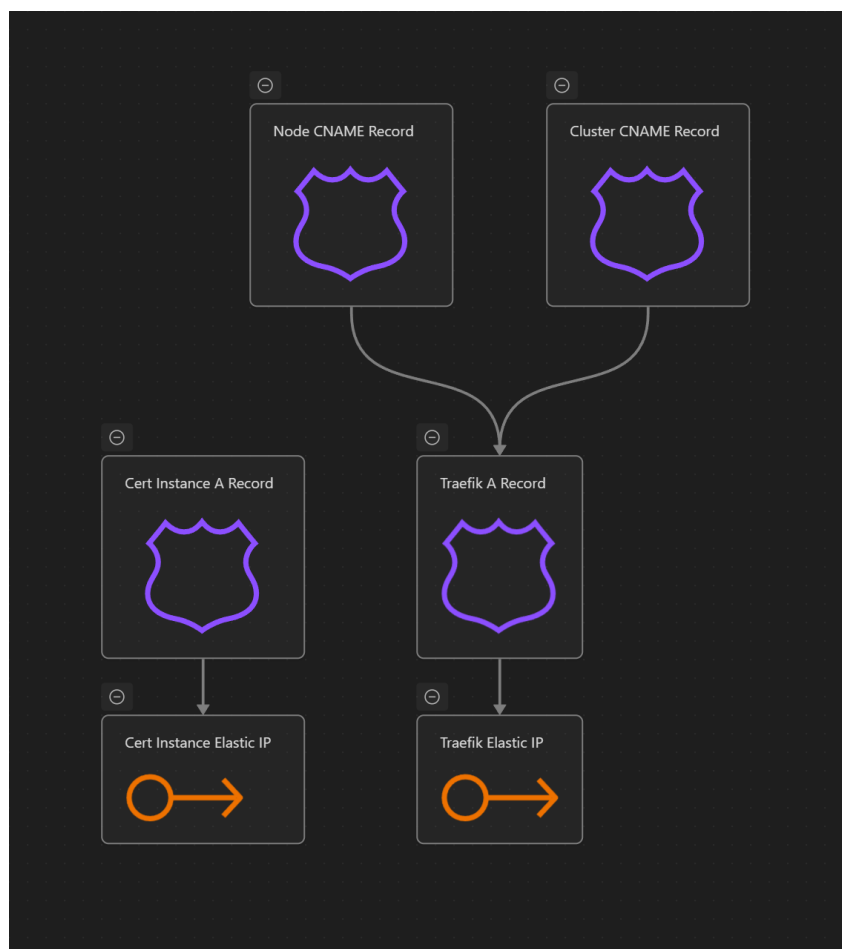 Node CNAME Record
Cluster CNAME Record
Cert Instance A Record
Traefik A Record
Cert Instance Elastic IP
Traefik Elastic IP